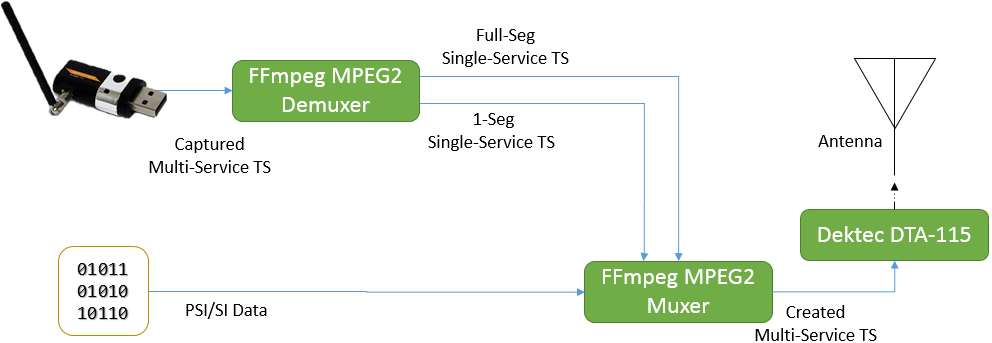 Full-Seg
Single-Service TS
FFmpeg MPEG2
Demuxer
1-Seg
Single-Service TS
Captured
Multi-Service TS
Antenna
Dektec DTA-115
01011
01010
10110
PSI/SI Data
FFmpeg MPEG2
Muxer
Created
Multi-Service TS